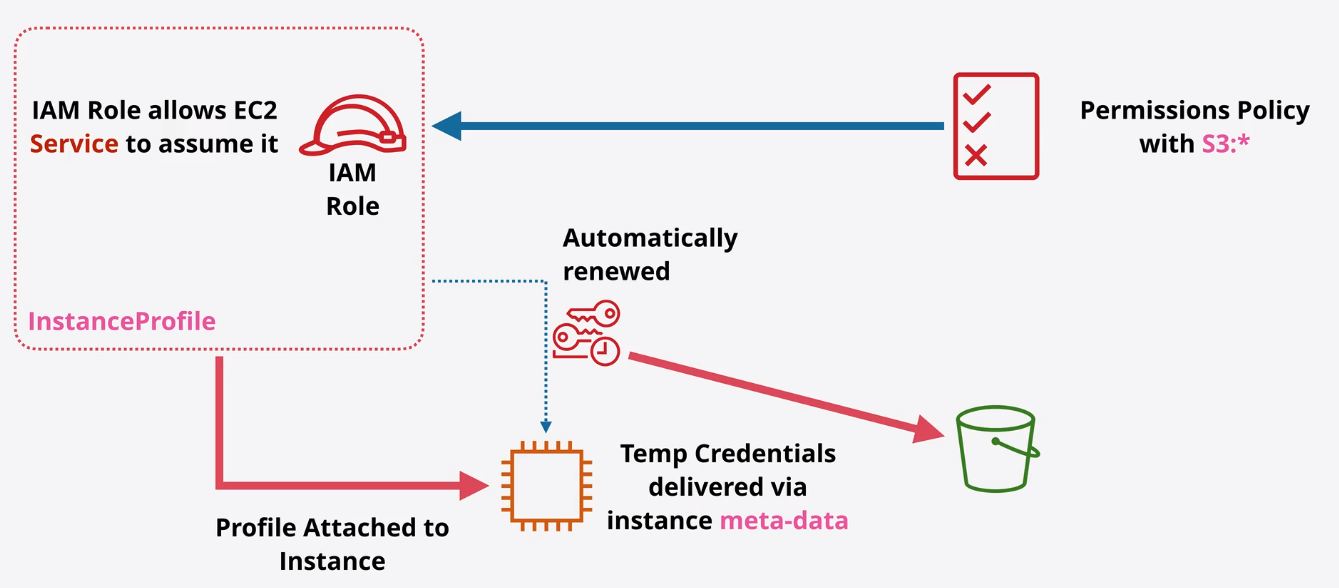 IAM Role allows EC2
Service to assume it
IAM
Role
Permissions Policy
with S3:*
Automatically
renewed
InstanceProfile
Temp Credentials
delivered via
instance meta-data
Profile Attached to
Instance